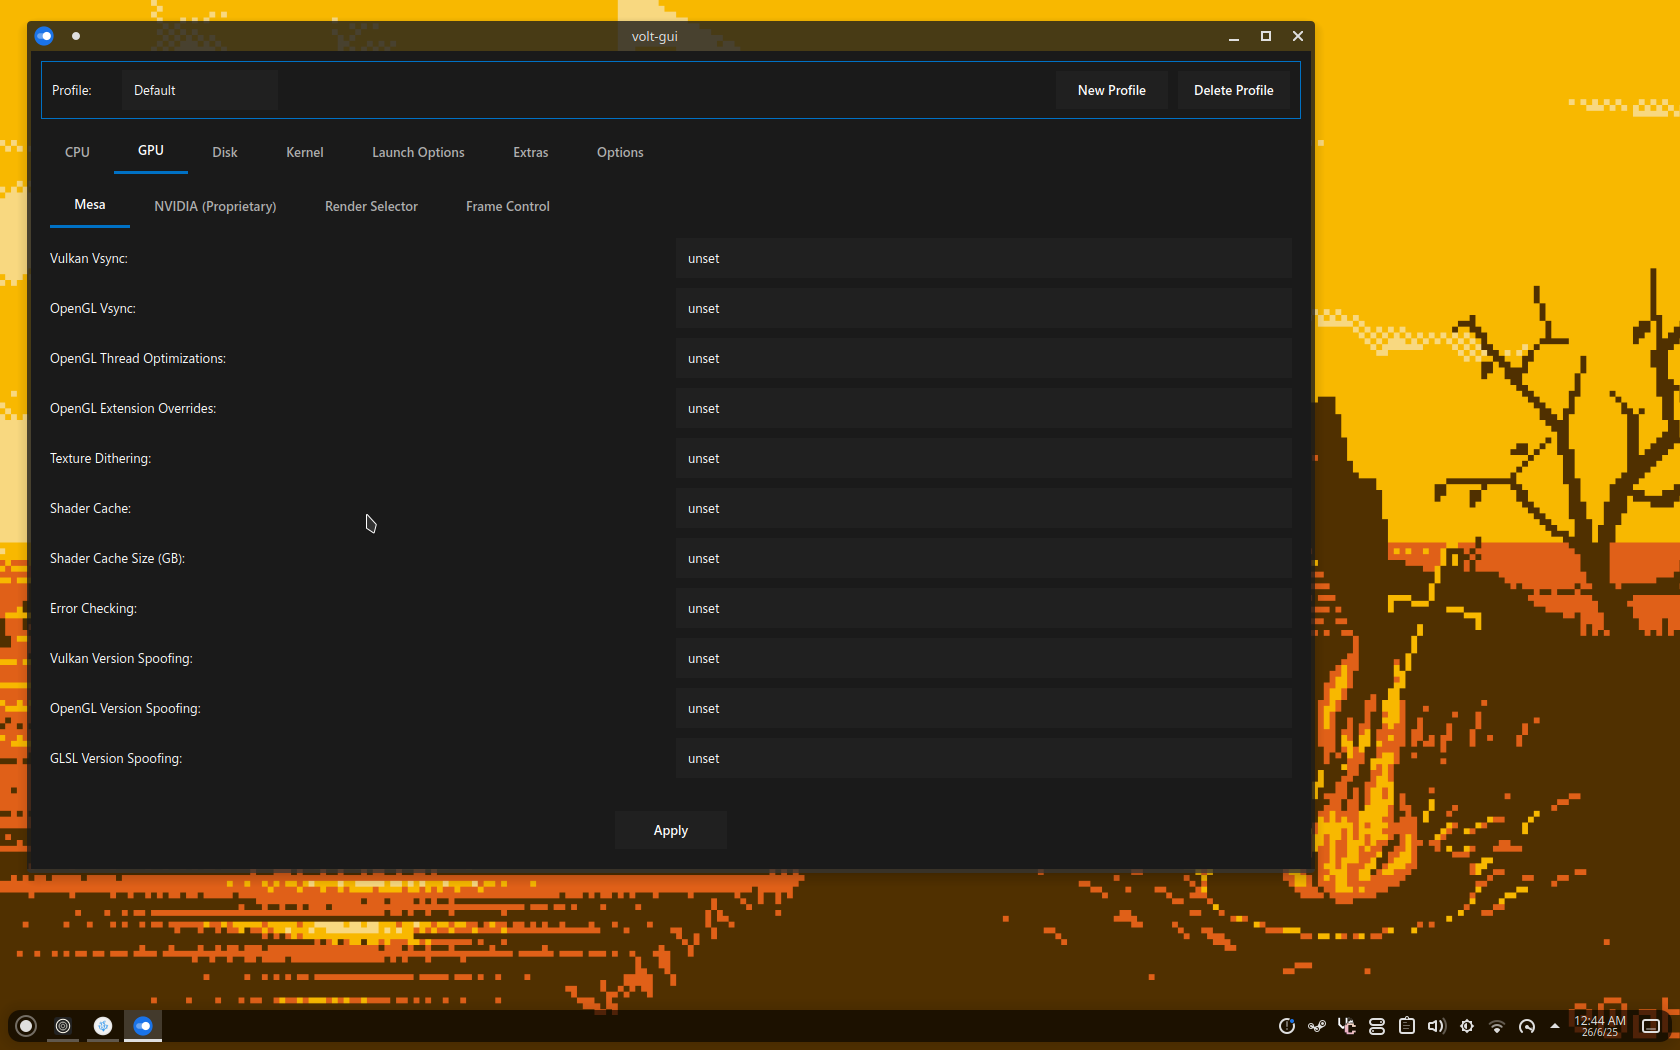 volt-gui
Profile: Default New Profile Delete Profile
CPU GPU Disk Kernel Launch Options Extras Options
Mesa NVIDIA (Proprietary) Render Selector Frame Control
Vulkan Vsync: unset
OpenGL Vsync: unset
OpenGL Thread Optimizations: unset
OpenGL Extension Overrides: unset
Texture Dithering: unset
Shader Cache: unset
Shader Cache Size (GB): unset
Error Checking: unset
Vulkan Version Spoofing: unset
OpenGL Version Spoofing: unset
GLSL Version Spoofing: unset
Apply
12:44 AM
26/6/25